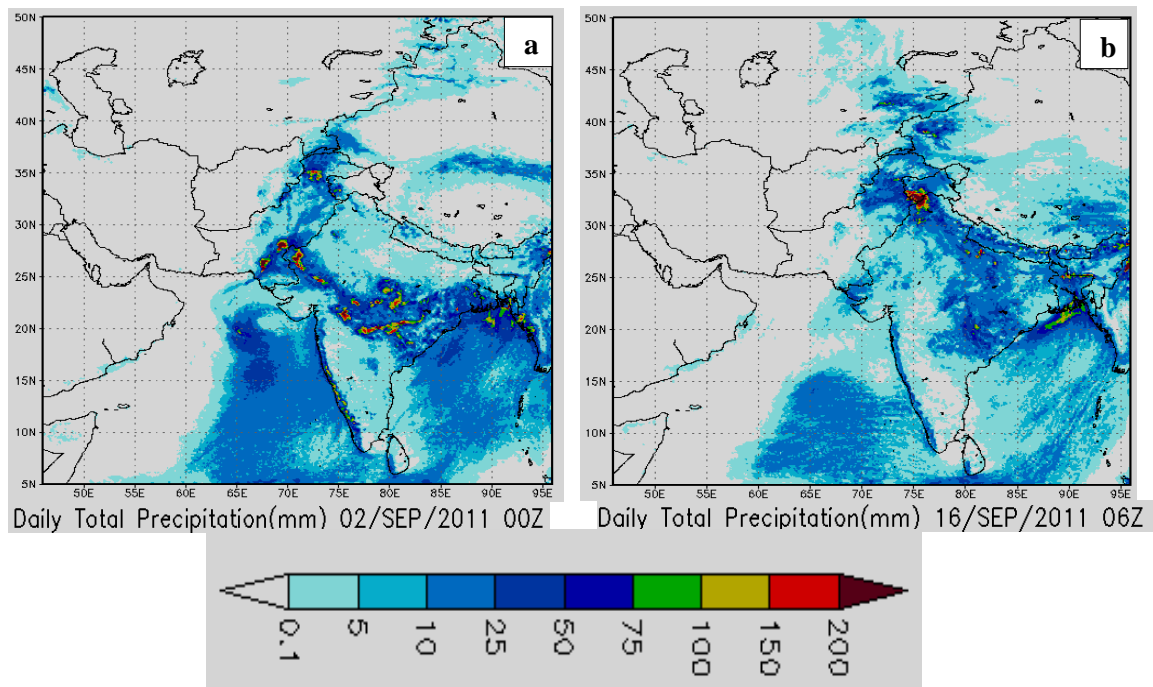 a
50N
45N
40N
35N
30N
25N
20N
15N
10N
5N
50E 55E 60E 65E 70E 75E 80E 85E 90E 95E
Daily Total Precipitation(mm) 02/SEP/2011 00Z
b
50N
45N
40N
35N
30N
25N
20N
15N
10N
5N
50E 55E 60E 65E 70E 75E 80E 85E 90E 95E
Daily Total Precipitation(mm) 16/SEP/2011 06Z
0.1 5 10 25 50 75 100 150 200